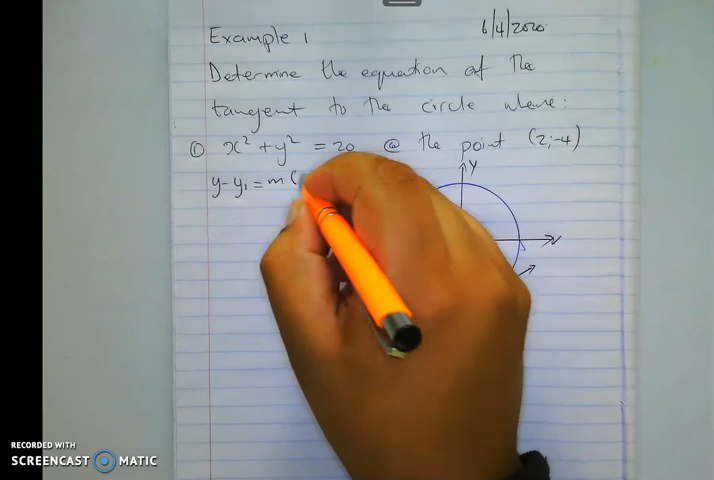 Example 1
6/4/2020
Determine the equation of the
tangent to the circle where:
① x² + y² = 20 @ the point (2;-4)
y
y - y₁ = m (
RECORDED WITH
SCREENCAST MATIC